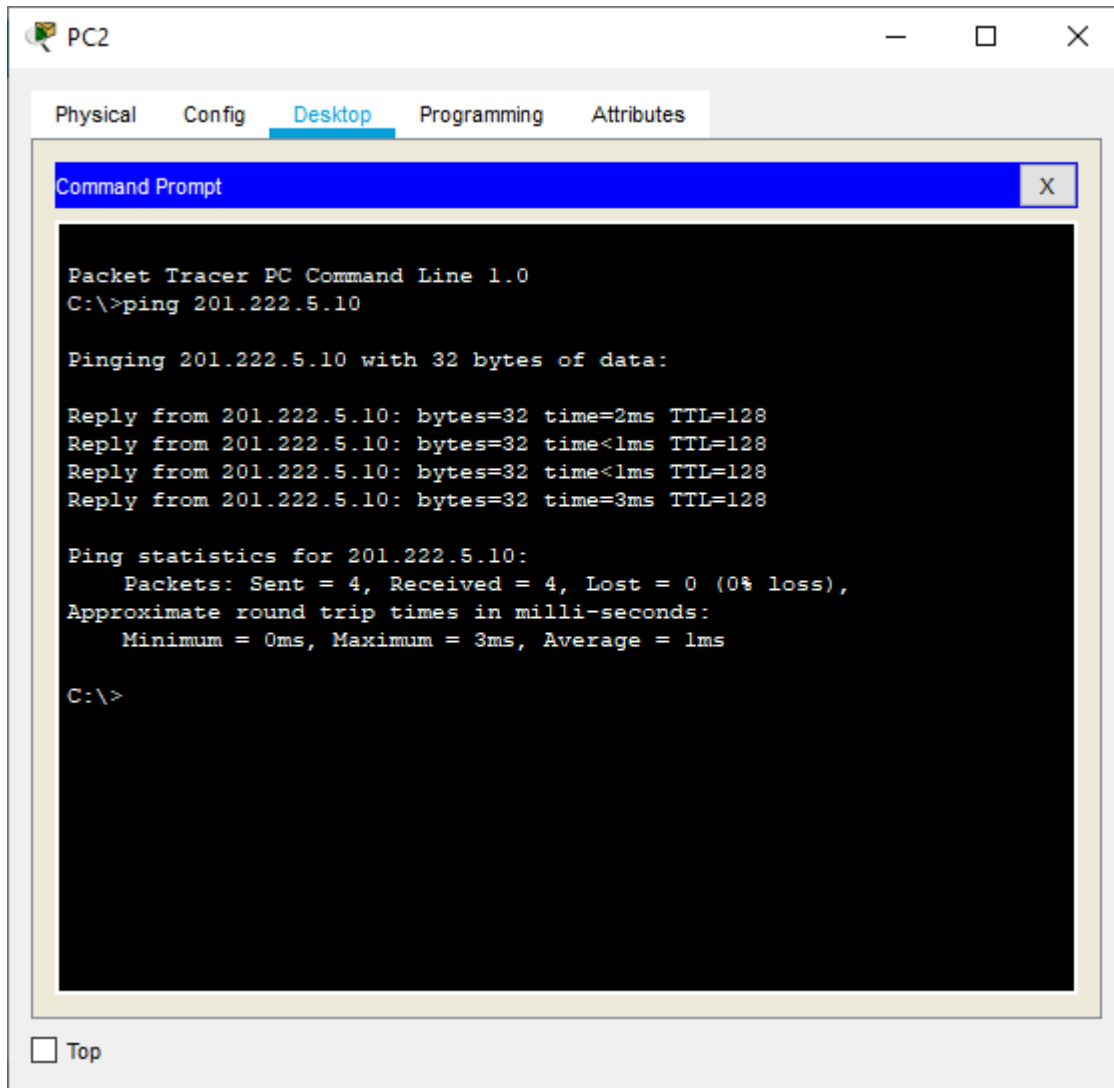 PC2
Physical Config Desktop Programming Attributes
Command Prompt X
Packet Tracer PC Command Line 1.0
C:\>ping 201.222.5.10
Pinging 201.222.5.10 with 32 bytes of data:
Reply from 201.222.5.10: bytes=32 time=2ms TTL=128
Reply from 201.222.5.10: bytes=32 time<1ms TTL=128
Reply from 201.222.5.10: bytes=32 time<1ms TTL=128
Reply from 201.222.5.10: bytes=32 time=3ms TTL=128
Ping statistics for 201.222.5.10:
Packets: Sent = 4, Received = 4, Lost = 0 (0% loss),
Approximate round trip times in milli-seconds:
Minimum = 0ms, Maximum = 3ms, Average = 1ms
C:\>
Top